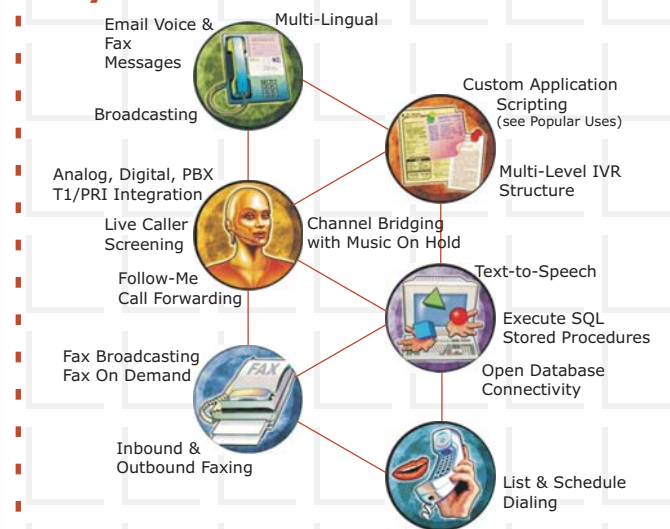 Email Voice &
Fax
Messages
Multi-Lingual
Broadcasting
Custom Application
Scripting
(see Popular Uses)
Multi-Level IVR
Structure
Analog, Digital, PBX
T1/PRI Integration
Live Caller
Screening
Channel Bridging
with Music On Hold
Follow-Me
Call Forwarding
Text-to-Speech
Execute SQL
Stored Procedures
Open Database
Connectivity
Fax Broadcasting
Fax On Demand
FAX
Inbound &
Outbound Faxing
List & Schedule
Dialing